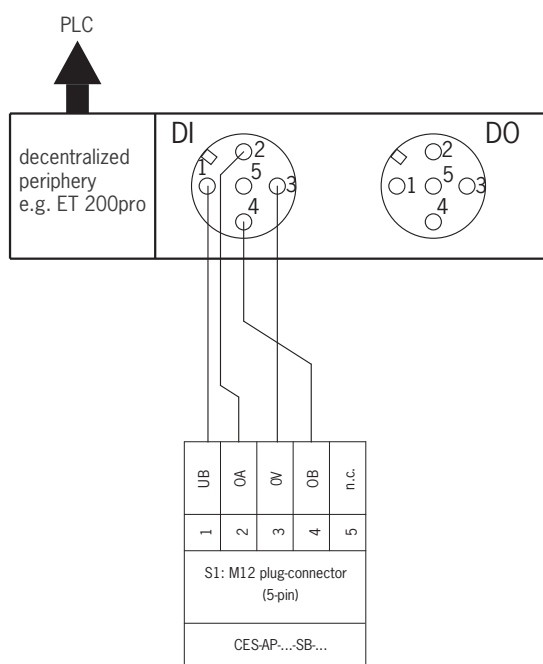 PLC
decentralized
periphery
e.g. ET 200pro
DI
1
2
5
3
4
DO
2
5
1
3
4
UB
OA
0V
OB
n.c.
1
2
3
4
5
S1: M12 plug-connector
(5-pin)
CES-AP-...-SB-...